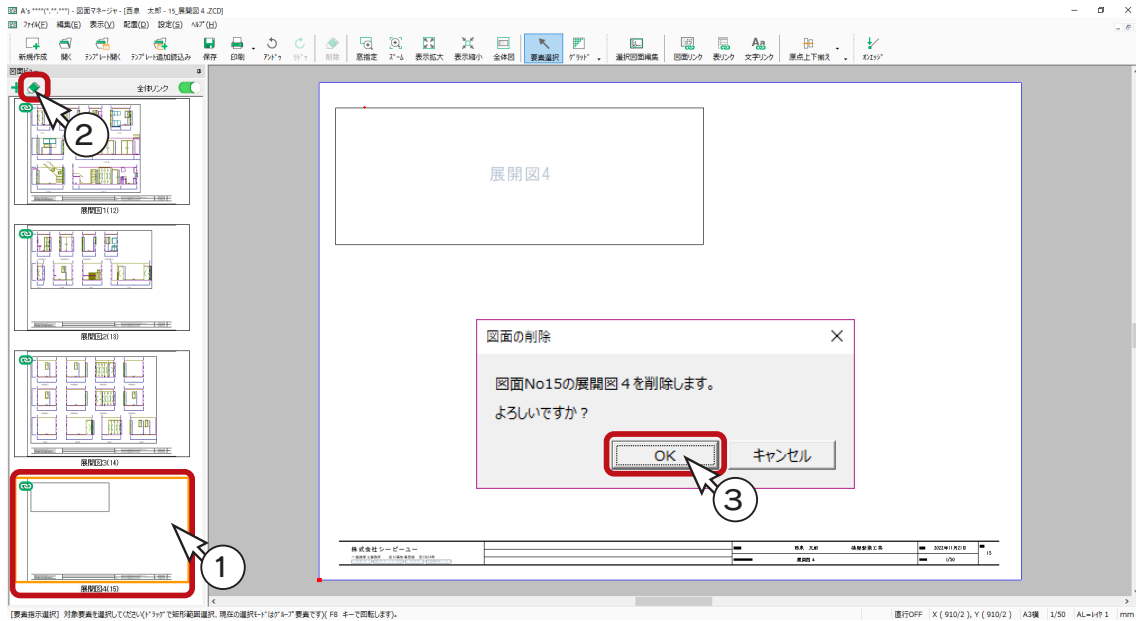 A's ****(*.**.***) - 図面マネージャ - [西泉　太郎 - 15_展開図４.ZCD]
ﾌｧｲﾙ(F) 編集(E) 表示(V) 配置(D) 設定(S) ﾍﾙﾌﾟ(H)
新規作成 開く ﾃﾝﾌﾟﾚｰﾄ開く ﾃﾝﾌﾟﾚｰﾄ追加読込み 保存 印刷 ｱﾝﾄﾞｩ ﾘﾄﾞｩ 削除 窓指定 ｽﾞｰﾑ 表示拡大 表示縮小 全体図 要素選択 ｸﾞﾘｯﾄﾞ 選択図面編集 図面ﾘﾝｸ 表ﾘﾝｸ 文字ﾘﾝｸ 原点上下揃え ｵﾝｴｯｼﾞ
全体リンク
②
展開図1(12)
展開図2(13)
展開図3(14)
①
展開図4(15)
展開図4
図面の削除
図面No15の展開図４を削除します。
よろしいですか？
OK キャンセル
③
株式会社シーピーユー
展開図 4
2022年11月21日
1/50
15
[要素指示選択] 対象要素を選択してください(ﾄﾞﾗｯｸﾞで矩形範囲選択、現在の選択ﾓｰﾄﾞはｸﾞﾙｰﾌﾟ要素です)( F8 キーで回転します)。
直行OFF X ( 910/2 ), Y ( 910/2 ) A3横 1/50 AL=ﾚｲﾔ 1 mm